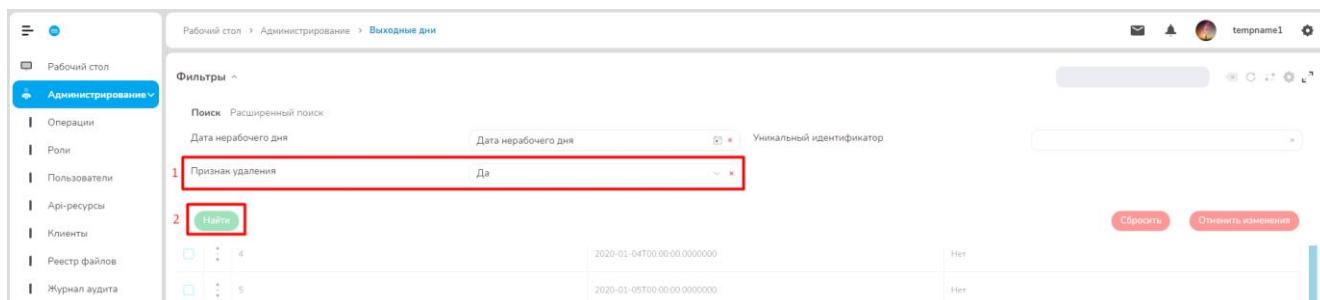 Рабочий стол > Администрирование > Выходные дни
tempname1
Рабочий стол
Администрирование
Операции
Роли
Пользователи
Api-ресурсы
Клиенты
Реестр файлов
Журнал аудита
Фильтры
Поиск Расширенный поиск
Дата нерабочего дня Дата нерабочего дня Уникальный идентификатор
1 Признак удаления Да
2 Найти Сбросить Отменить изменения
4 2020-01-04T00:00:00.0000000 Нет
5 2020-01-05T00:00:00.0000000 Нет